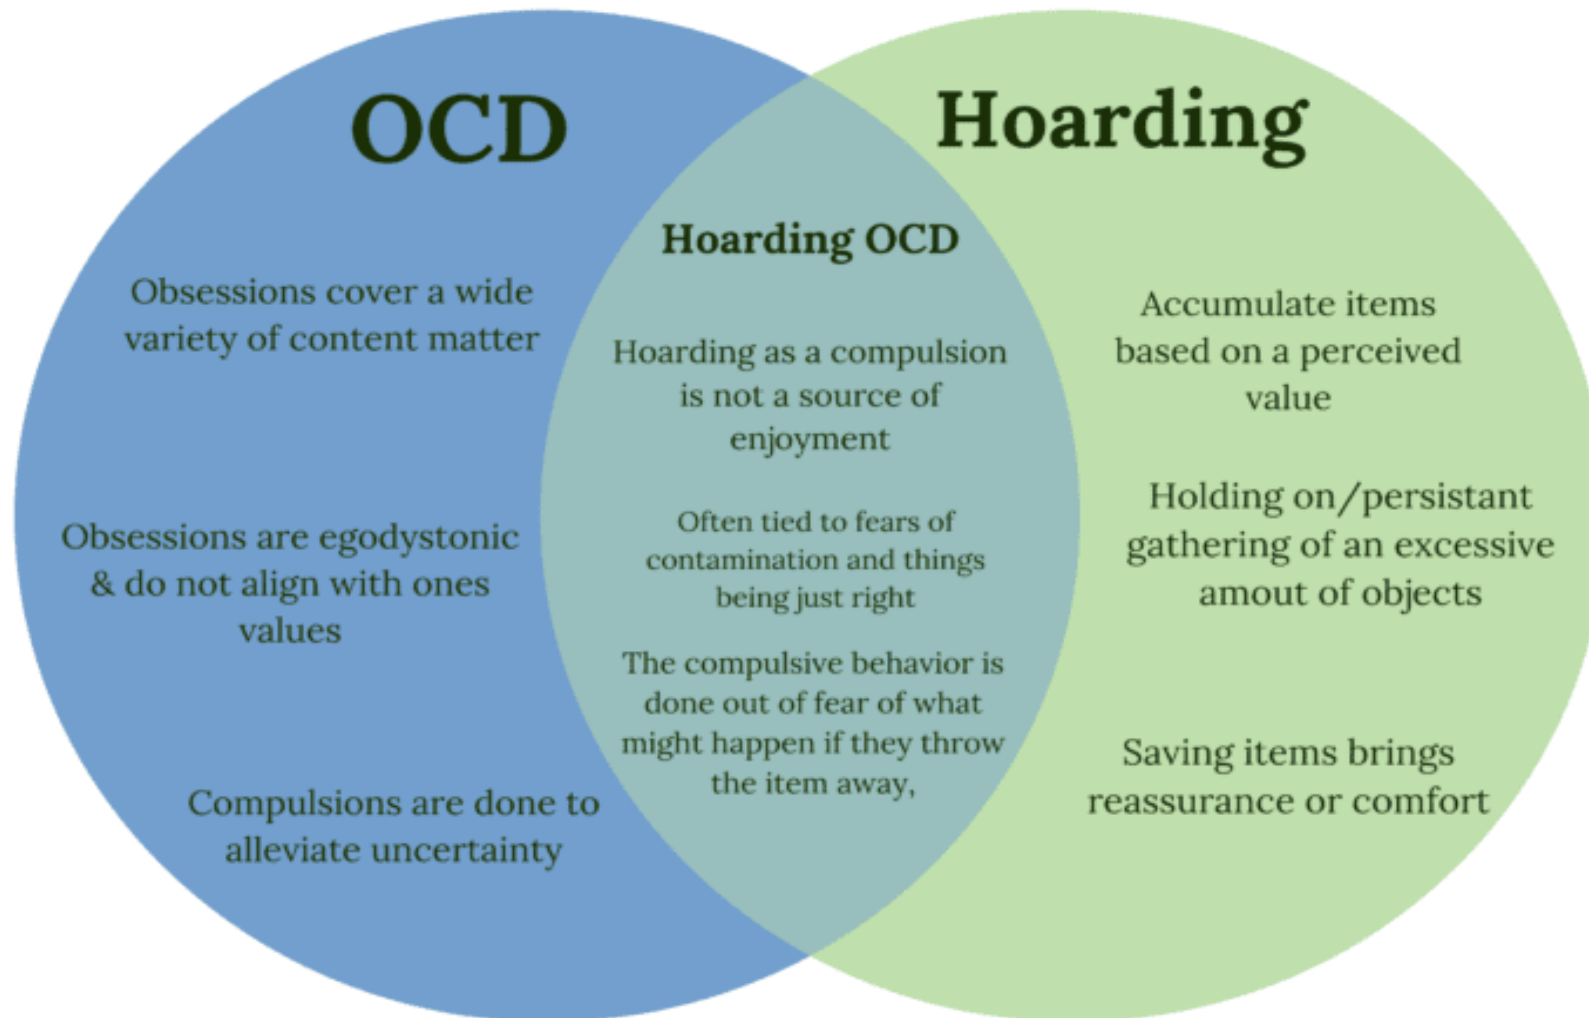 OCD
Obsessions cover a wide
variety of content matter
Obsessions are egodystonic
& do not align with ones
values
Compulsions are done to
alleviate uncertainty
Hoarding OCD
Hoarding as a compulsion
is not a source of
enjoyment
Often tied to fears of
contamination and things
being just right
The compulsive behavior is
done out of fear of what
might happen if they throw
the item away,
Hoarding
Accumulate items
based on a perceived
value
Holding on/persistant
gathering of an excessive
amout of objects
Saving items brings
reassurance or comfort